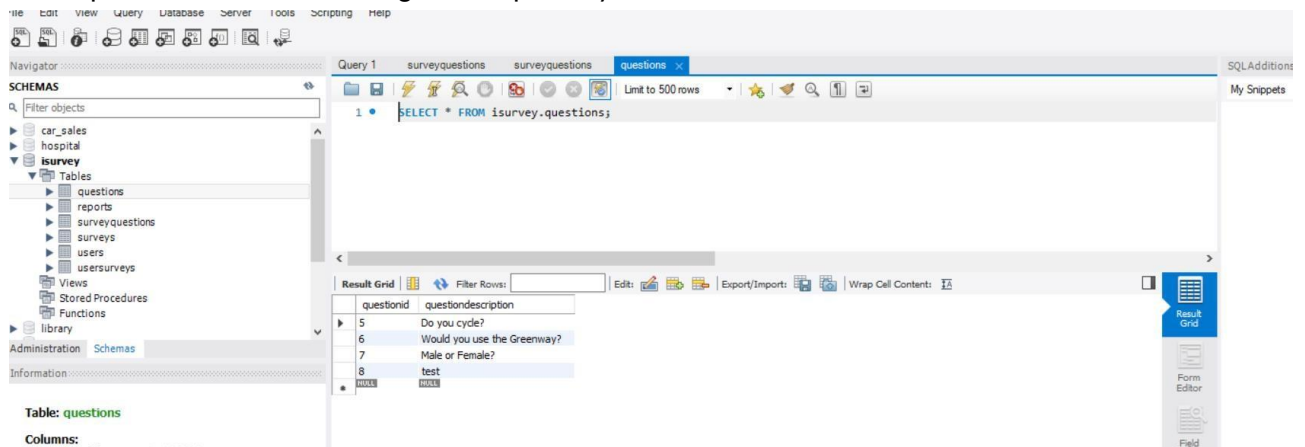 File Edit View Query Database Server Tools Scripting Help
Navigator
Query 1 surveyquestions surveyquestions questions
SQLAdditions
SCHEMAS
Limit to 500 rows
My Snippets
Filter objects
1 SELECT * FROM isurvey.questions;
car_sales
hospital
isurvey
Tables
questions
reports
surveyquestions
surveys
users
usersurveys
Views
Stored Procedures
Functions
library
Administration Schemas
Information
Table: questions
Columns:
Result Grid Filter Rows: Edit: Export/Import: Wrap Cell Content:
questionid questiondescription
5 Do you cycle?
6 Would you use the Greenway?
7 Male or Female?
8 test
NULL NULL
Result
Grid
Form
Editor
Field